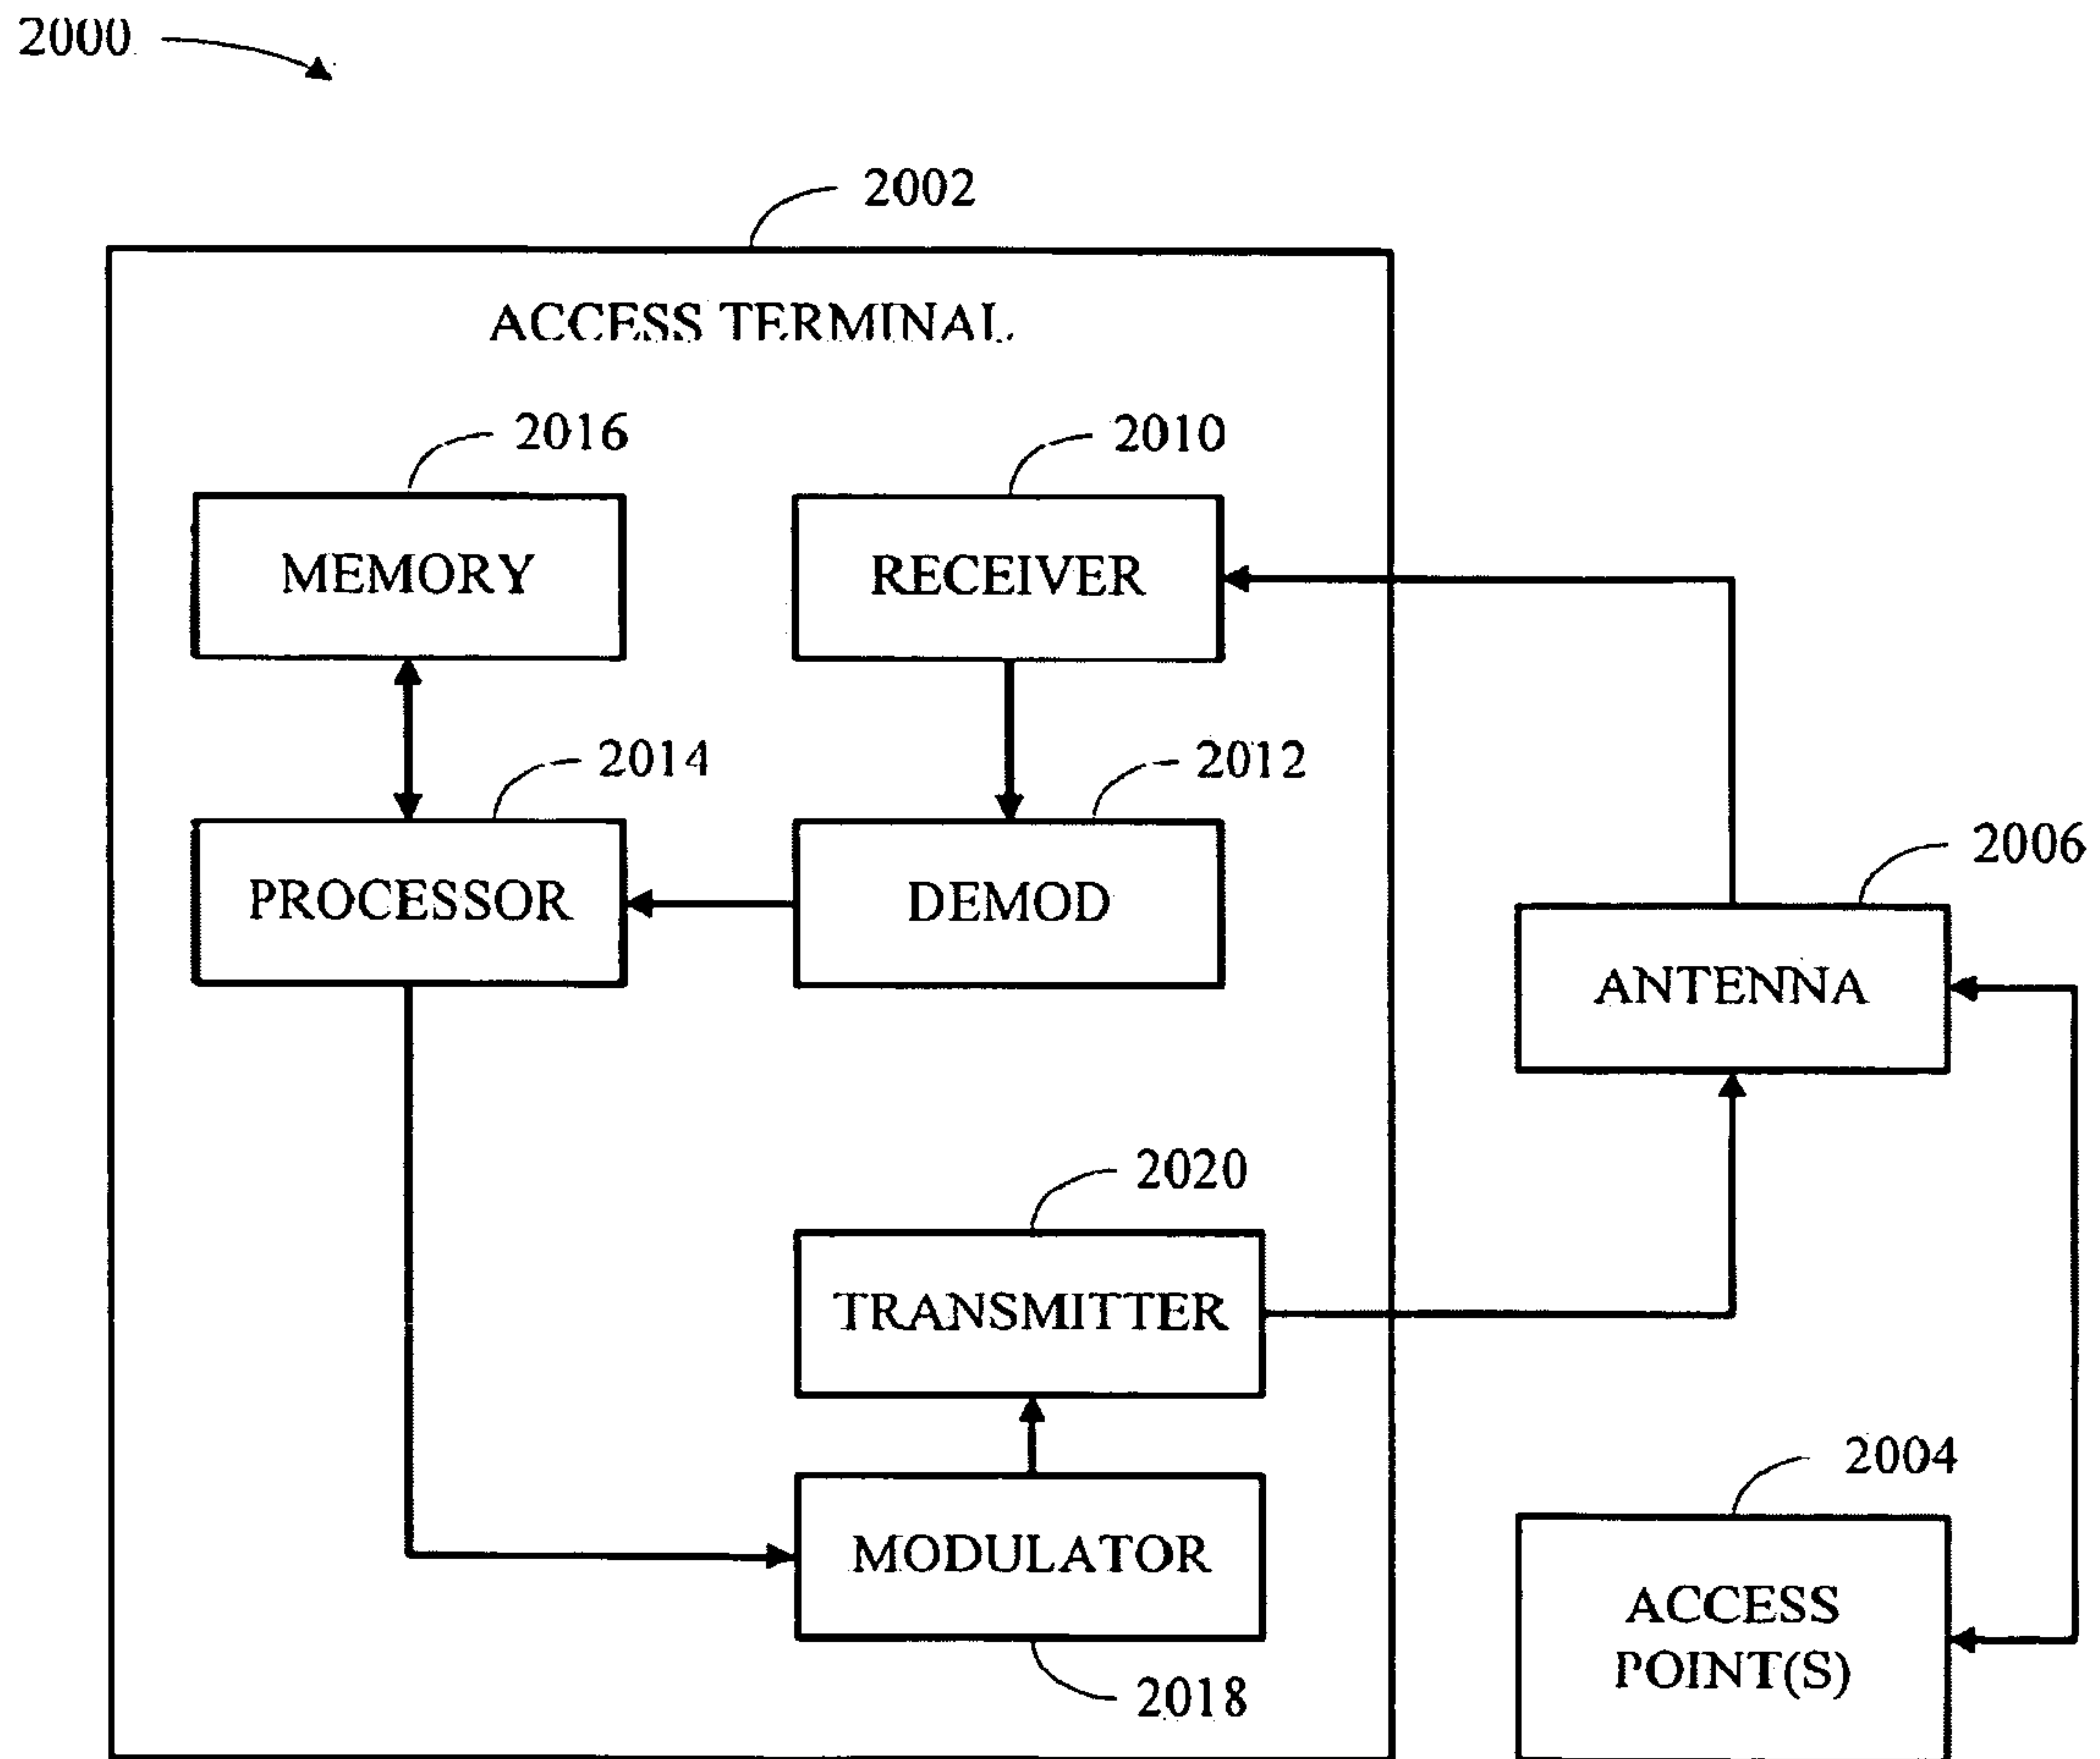 2000
2002
ACCESS TERMINAL
2016
2010
MEMORY
RECEIVER
2014
2012
PROCESSOR
DEMOD
2006
ANTENNA
2020
TRANSMITTER
2004
MODULATOR
ACCESS
POINT(S)
2018